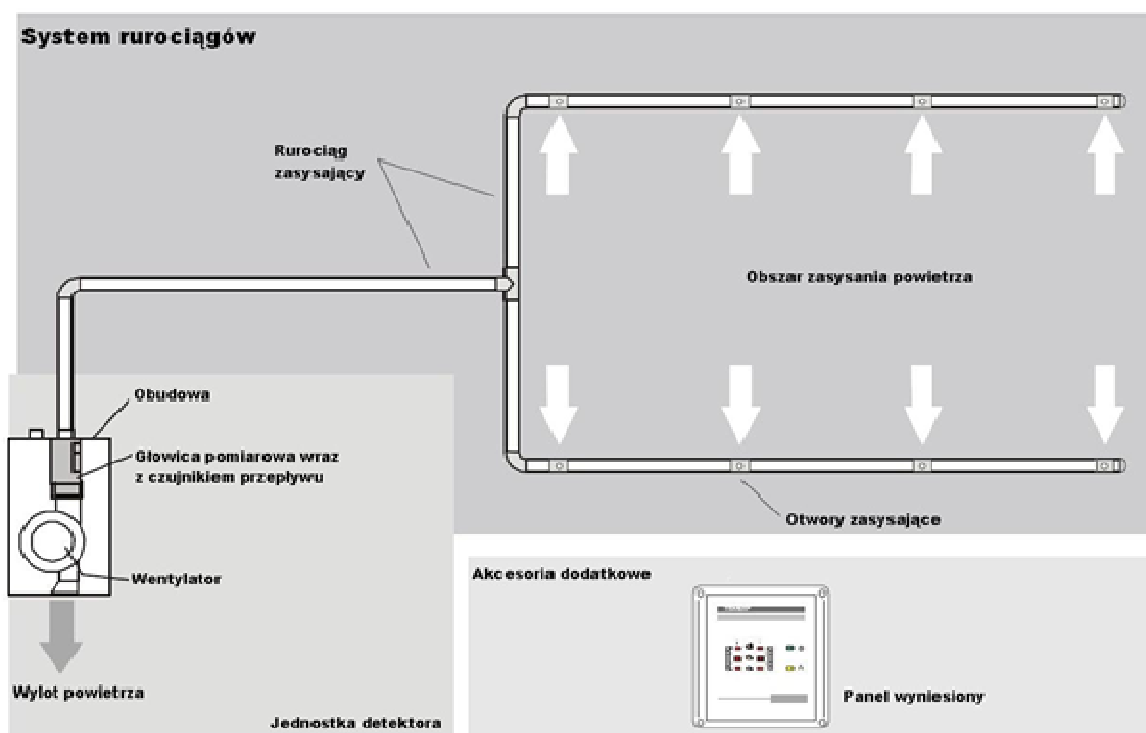 System rurociągów
Rurociąg
zasysający
Obszar zasysania powietrza
Obudowa
Głowica pomiarowa wraz
z czujnikiem przepływu
Otwory zasysające
Wentylator
Akcesoria dodatkowe
Wylot powietrza
Panell wyniesiony
Jednostka detektora